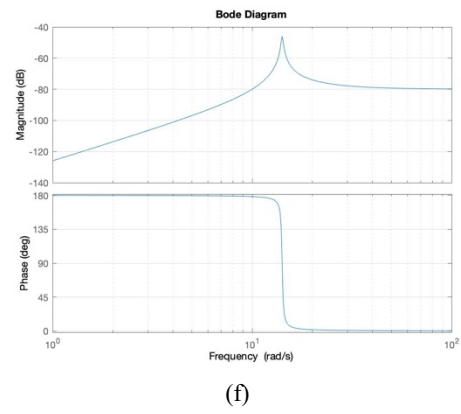 Bode Diagram
Magnitude (dB)
-40
-60
-80
-100
-120
-140
Phase (deg)
180
135
90
45
0
10^0
10^1
10^2
Frequency (rad/s)
(f)